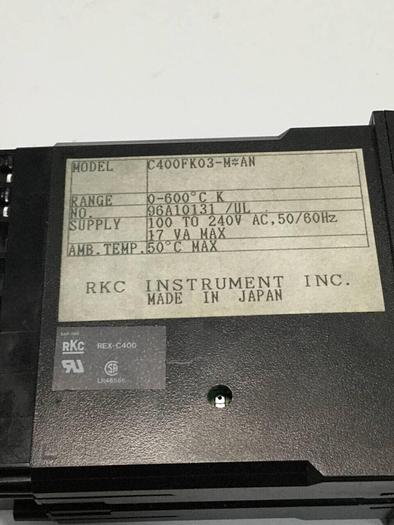 MODEL C400FK03-M*AN
RANGE 0-600°C K
NO. 96A10131 /UL
SUPPLY 100 TO 240V AC,50/60Hz
17 VA MAX
AMB.TEMP. 50°C MAX
RKC INSTRUMENT INC.
MADE IN JAPAN
RKC REX-C400
LR46566